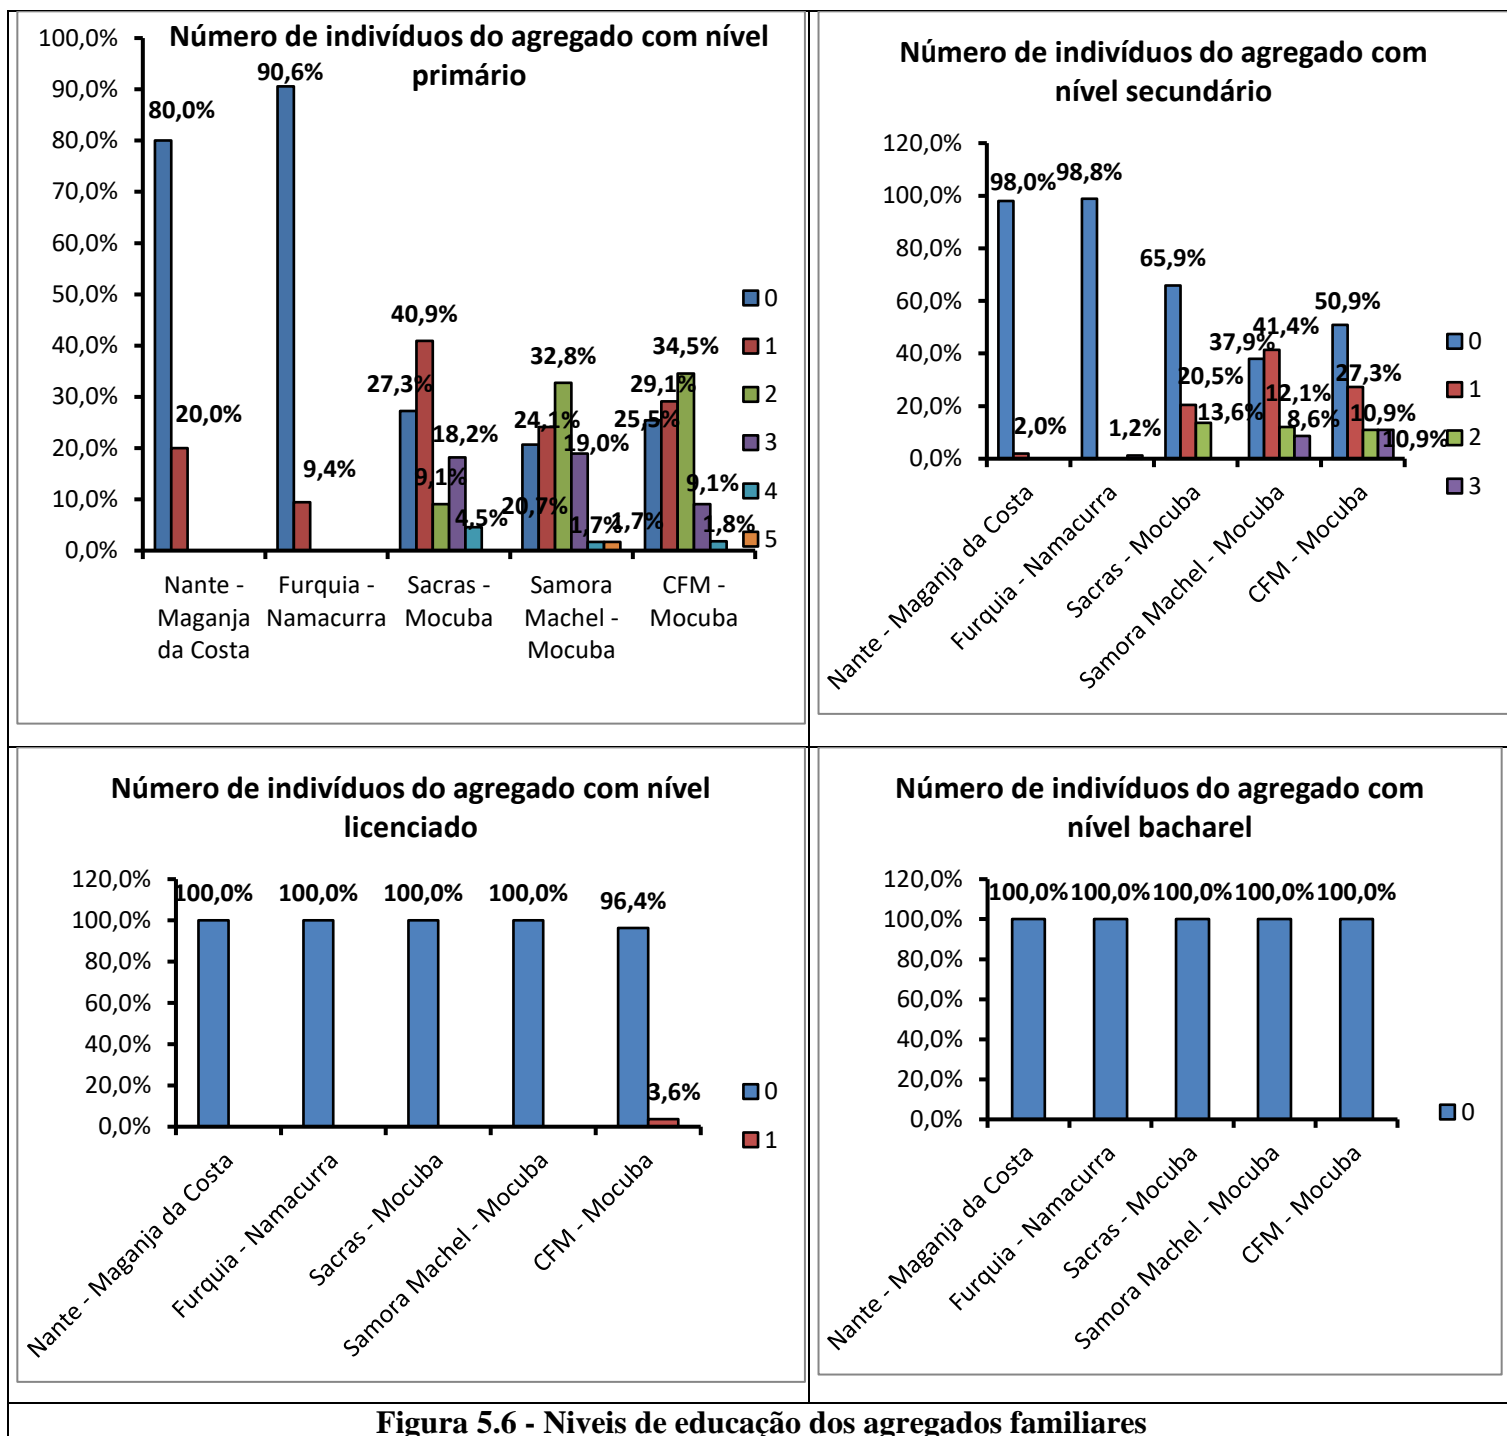 Número de indivíduos do agregado com nível
primário
100,0%
90,0%
80,0%
70,0%
60,0%
50,0%
40,0%
30,0%
20,0%
10,0%
0,0%
80,0%
20,0%
90,6%
9,4%
27,3%
40,9%
9,1%
18,2%
4,5%
20,7%
24,1%
32,8%
19,0%
1,7%
1,7%
25,5%
29,1%
34,5%
9,1%
1,8%
Nante -
Maganja
da Costa
Furquia -
Namacurra
Sacras -
Mocuba
Samora
Machel -
Mocuba
CFM -
Mocuba
0
1
2
3
4
5
Número de indivíduos do agregado com
nível secundário
120,0%
100,0%
80,0%
60,0%
40,0%
20,0%
0,0%
98,0%
2,0%
98,8%
1,2%
65,9%
20,5%
13,6%
37,9%
41,4%
12,1%
8,6%
50,9%
27,3%
10,9%
10,9%
Nante - Maganja da Costa
Furquia - Namacurra
Sacras - Mocuba
Samora Machel - Mocuba
CFM - Mocuba
0
1
2
3
Número de indivíduos do agregado com nível
licenciado
120,0%
100,0%
80,0%
60,0%
40,0%
20,0%
0,0%
100,0%
100,0%
100,0%
100,0%
96,4%
3,6%
Nante - Maganja da Costa
Furquia - Namacurra
Sacras - Mocuba
Samora Machel - Mocuba
CFM - Mocuba
0
1
Número de indivíduos do agregado com
nível bacharel
120,0%
100,0%
80,0%
60,0%
40,0%
20,0%
0,0%
100,0%
100,0%
100,0%
100,0%
100,0%
Nante - Maganja da Costa
Furquia - Namacurra
Sacras - Mocuba
Samora Machel - Mocuba
CFM - Mocuba
0
Figura 5.6 - Niveis de educação dos agregados familiares